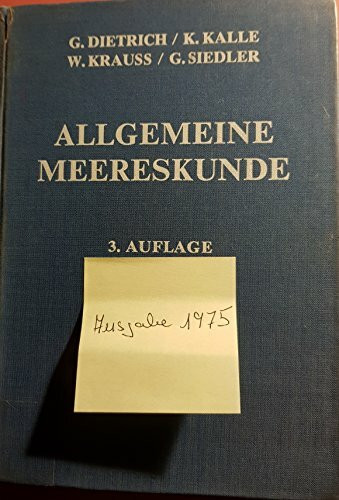 G. DIETRICH / K. KALLE
W. KRAUSS / G. SIEDLER
ALLGEMEINE
MEERESKUNDE
3. AUFLAGE
Ausgabe 1975